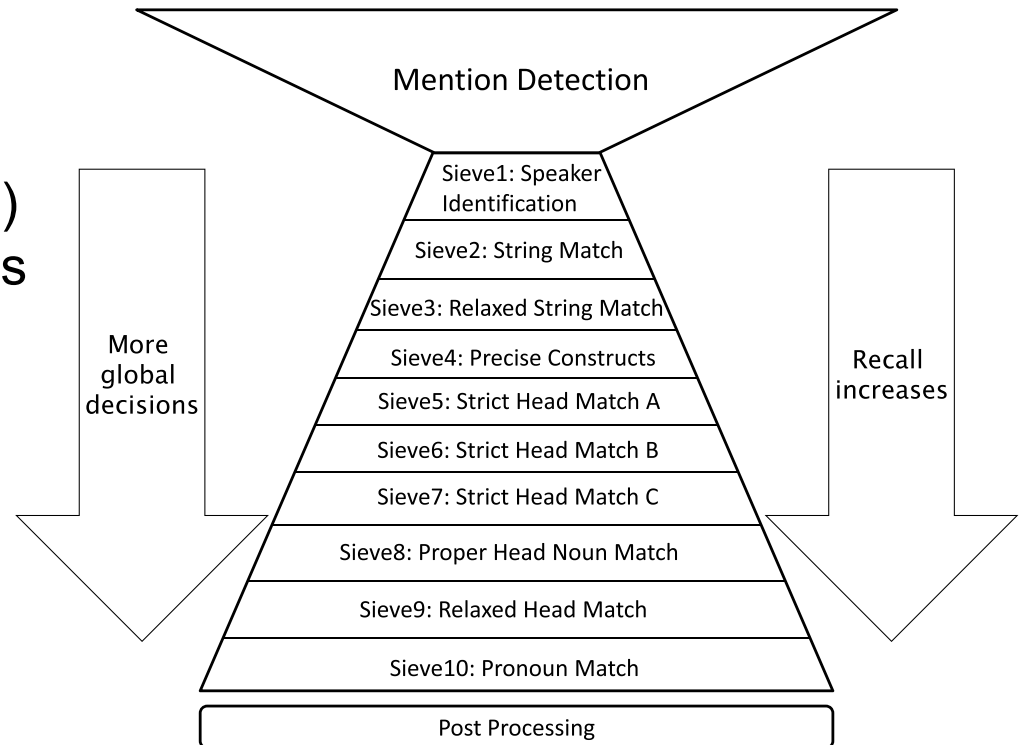 Mention Detection
Sieve1: Speaker
Identification
)
s
Sieve2: String Match
Sieve3: Relaxed String Match
More
global
decisions
Sieve4: Precise Constructs
Sieve5: Strict Head Match A
Sieve6: Strict Head Match B
Sieve7: Strict Head Match C
Sieve8: Proper Head Noun Match
Sieve9: Relaxed Head Match
Sieve10: Pronoun Match
Recall
increases
Post Processing